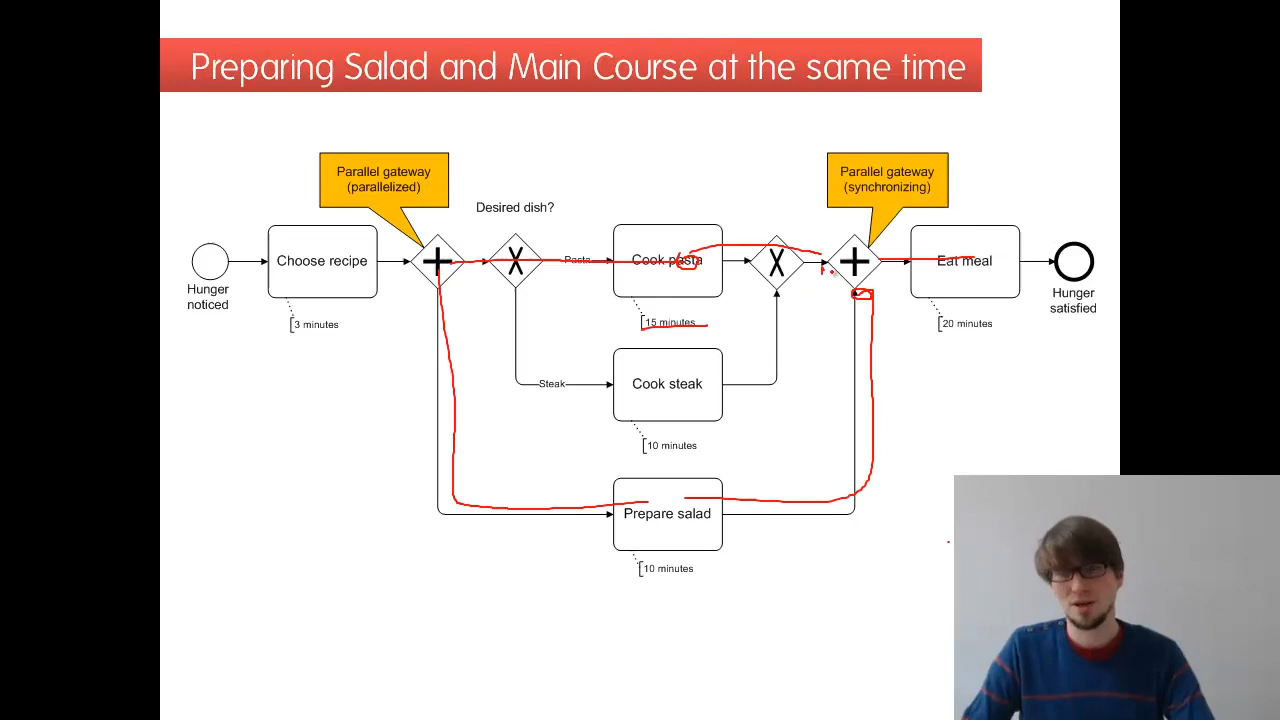 Preparing Salad and Main Course at the same time
Parallel gateway
(parallelized)
Parallel gateway
(synchronizing)
Desired dish?
Choose recipe
Pasta
Cook pasta
Eat meal
Hunger
noticed
Hunger
satisfied
3 minutes
15 minutes
20 minutes
Steak
Cook steak
10 minutes
Prepare salad
10 minutes